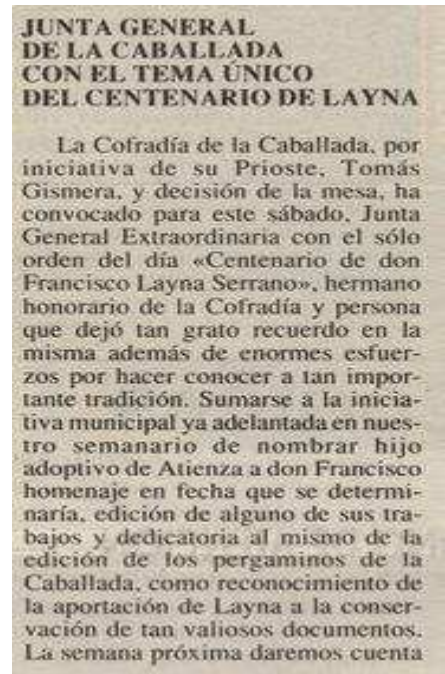 JUNTA GENERAL
DE LA CABALLADA
CON EL TEMA ÚNICO
DEL CENTENARIO DE LAYNA
La Cofradía de la Caballada, por
iniciativa de su Prioste, Tomás
Gismera, y decisión de la mesa, ha
convocado para este sábado, Junta
General Extraordinaria con el sólo
orden del día «Centenario de don
Francisco Layna Serrano», hermano
honorario de la Cofradía y persona
que dejó tan grato recuerdo en la
misma además de enormes esfuer-
zos por hacer conocer a tan impor-
tante tradición. Sumarse a la inicia-
tiva municipal ya adelantada en nues-
tro semanario de nombrar hijo
adoptivo de Atienza a don Francisco
homenaje en fecha que se determi-
naría, edición de alguno de sus tra-
bajos y dedicatoria al mismo de la
edición de los pergaminos de la
Caballada, como reconocimiento de
la aportación de Layna a la conser-
vación de tan valiosos documentos.
La semana próxima daremos cuenta